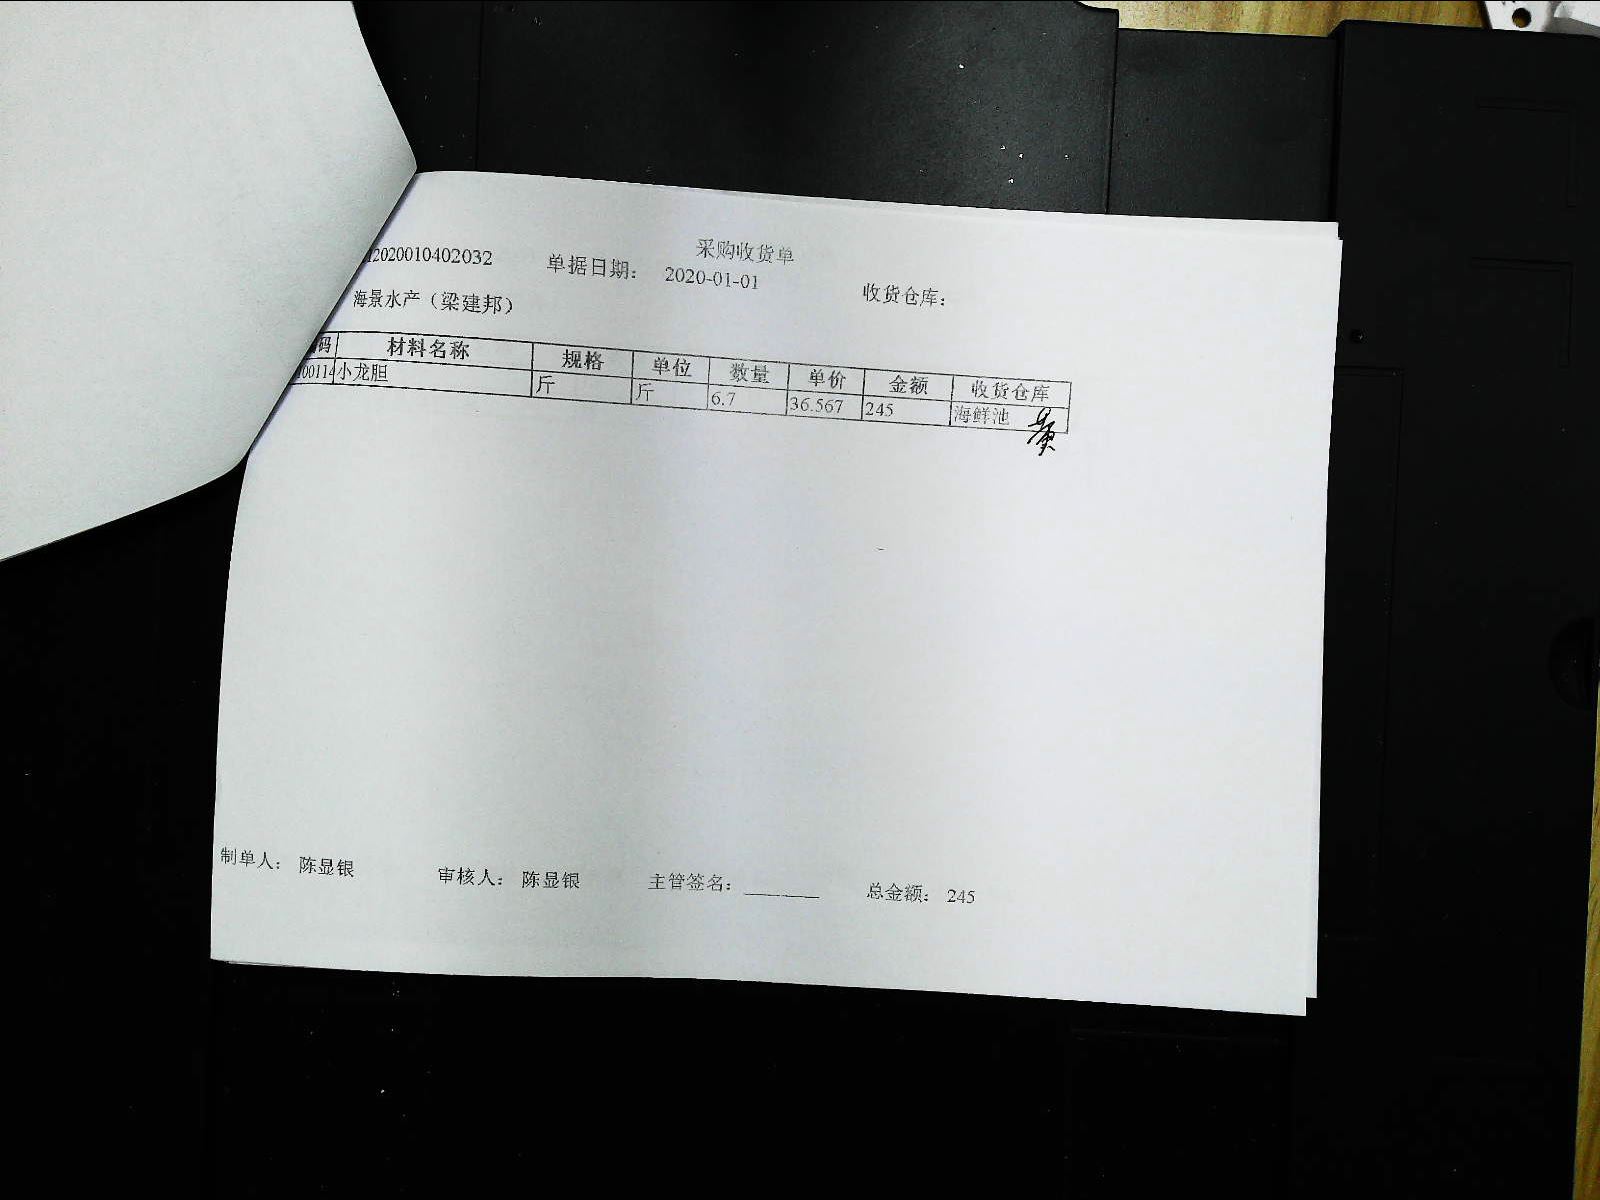 采购收货单
2020010402032 单据日期: 2020-01-01 收货仓库:
海景水产（梁建邦）
码 材料名称 规格 单位 数量 单价 金额 收货仓库
00114 小龙胆 斤 斤 6.7 36.567 245 海鲜池
制单人: 陈显银 审核人: 陈显银 主管签名: 总金额: 245